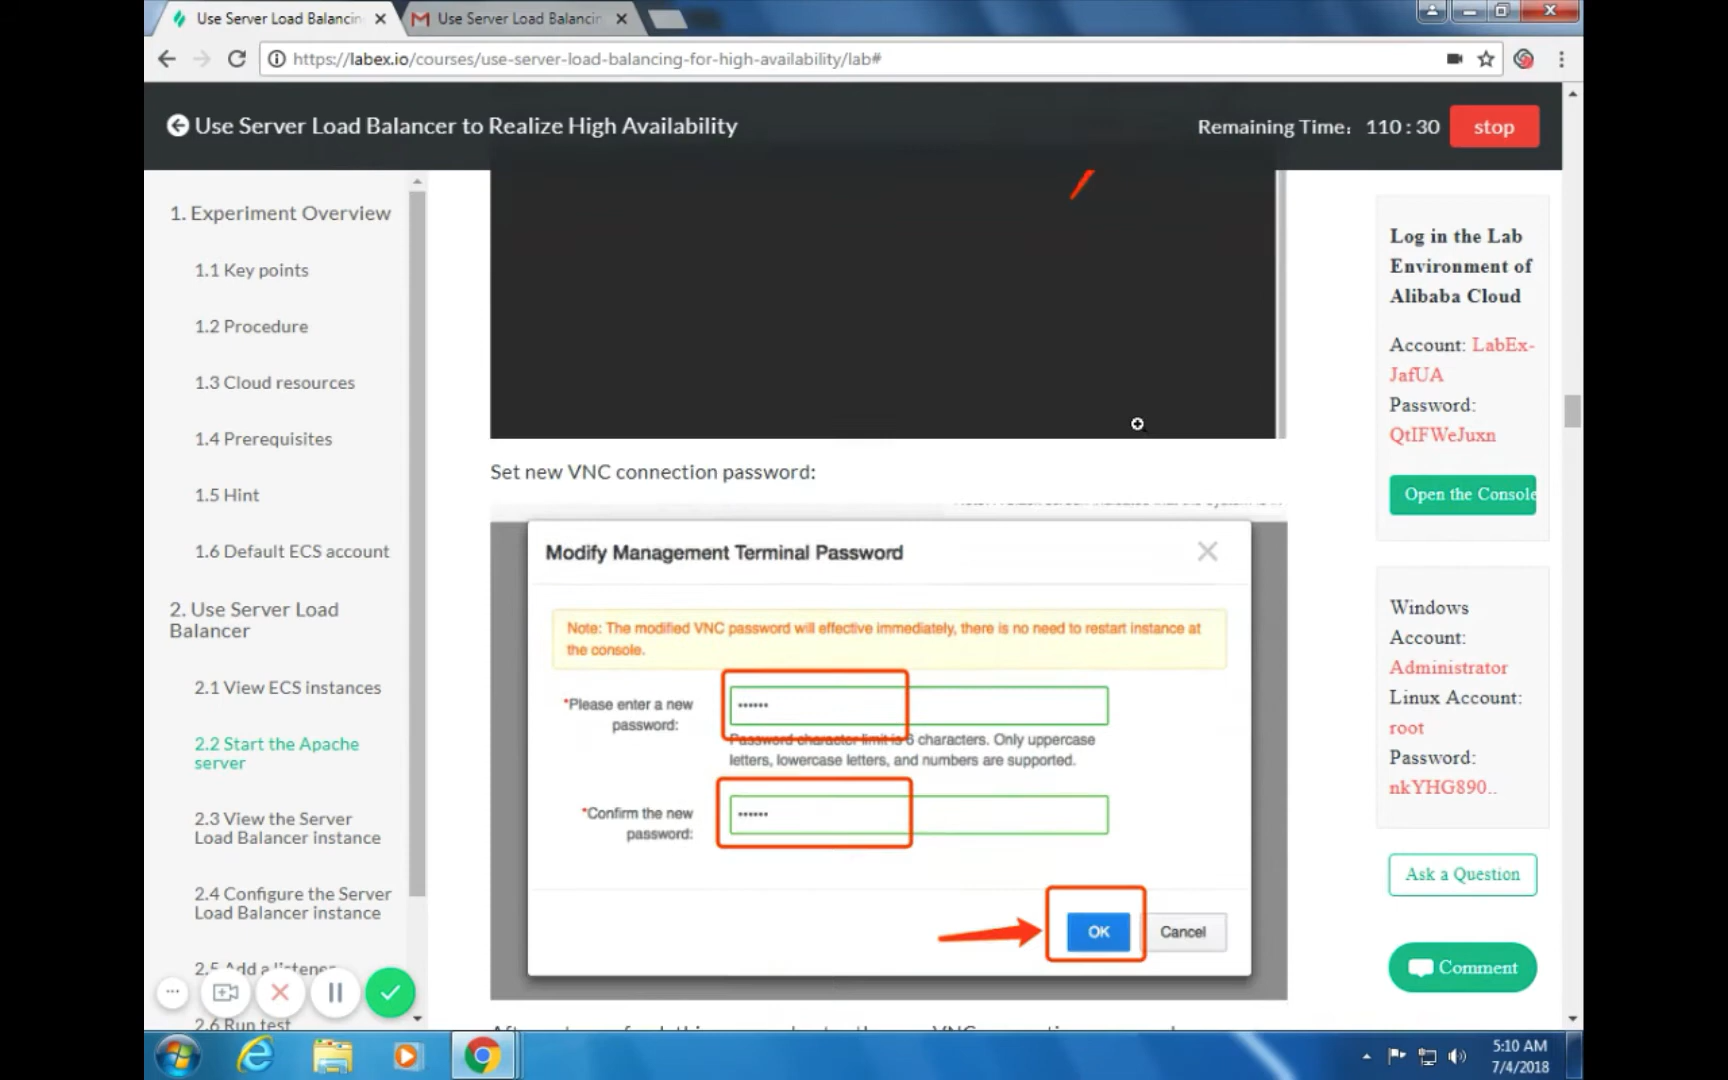 Use Server Load Balancin
Use Server Load Balancin
https://labex.io/courses/use-server-load-balancing-for-high-availability/lab#
Use Server Load Balancer to Realize High Availability
Remaining Time: 110 : 30
stop
1. Experiment Overview
1.1 Key points
1.2 Procedure
1.3 Cloud resources
1.4 Prerequisites
1.5 Hint
1.6 Default ECS account
2. Use Server Load
Balancer
2.1 View ECS instances
2.2 Start the Apache
server
2.3 View the Server
Load Balancer instance
2.4 Configure the Server
Load Balancer instance
2.5 Add a listener
2.6 Run test
Set new VNC connection password:
Modify Management Terminal Password
Note: The modified VNC password will effective immediately, there is no need to restart instance at
the console.
*Please enter a new
password:
••••••
Password character limit is 6 characters. Only uppercase
letters, lowercase letters, and numbers are supported.
*Confirm the new
password:
••••••
OK
Cancel
Log in the Lab
Environment of
Alibaba Cloud
Account: LabEx-
JafUA
Password:
QtIFWeJuxn
Open the Console
Windows
Account:
Administrator
Linux Account:
root
Password:
nkYHG890..
Ask a Question
Comment
5:10 AM
7/4/2018